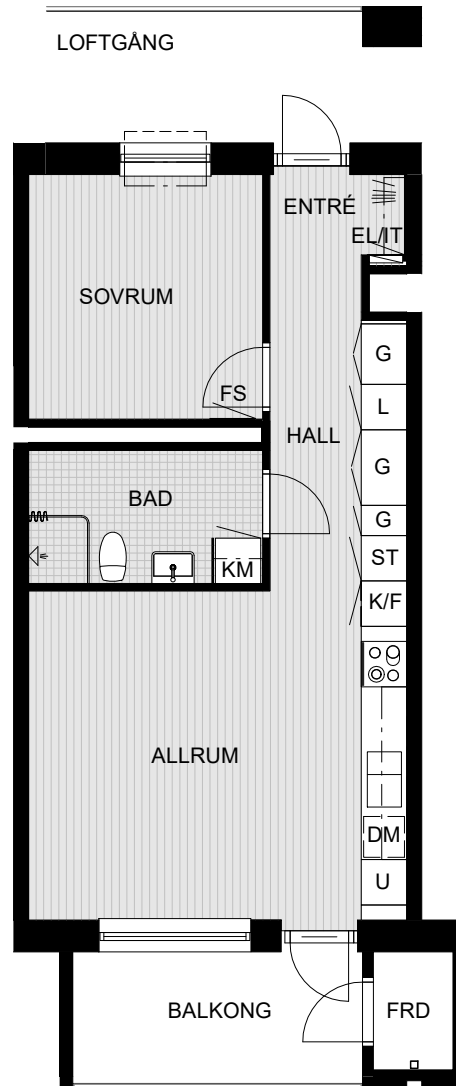 LOFTGÅNG
ENTRÉ
EL/IT
SOVRUM
G
FS
L
HALL
G
BAD
G
ST
KM
K/F
ALLRUM
DM
U
BALKONG
FRD